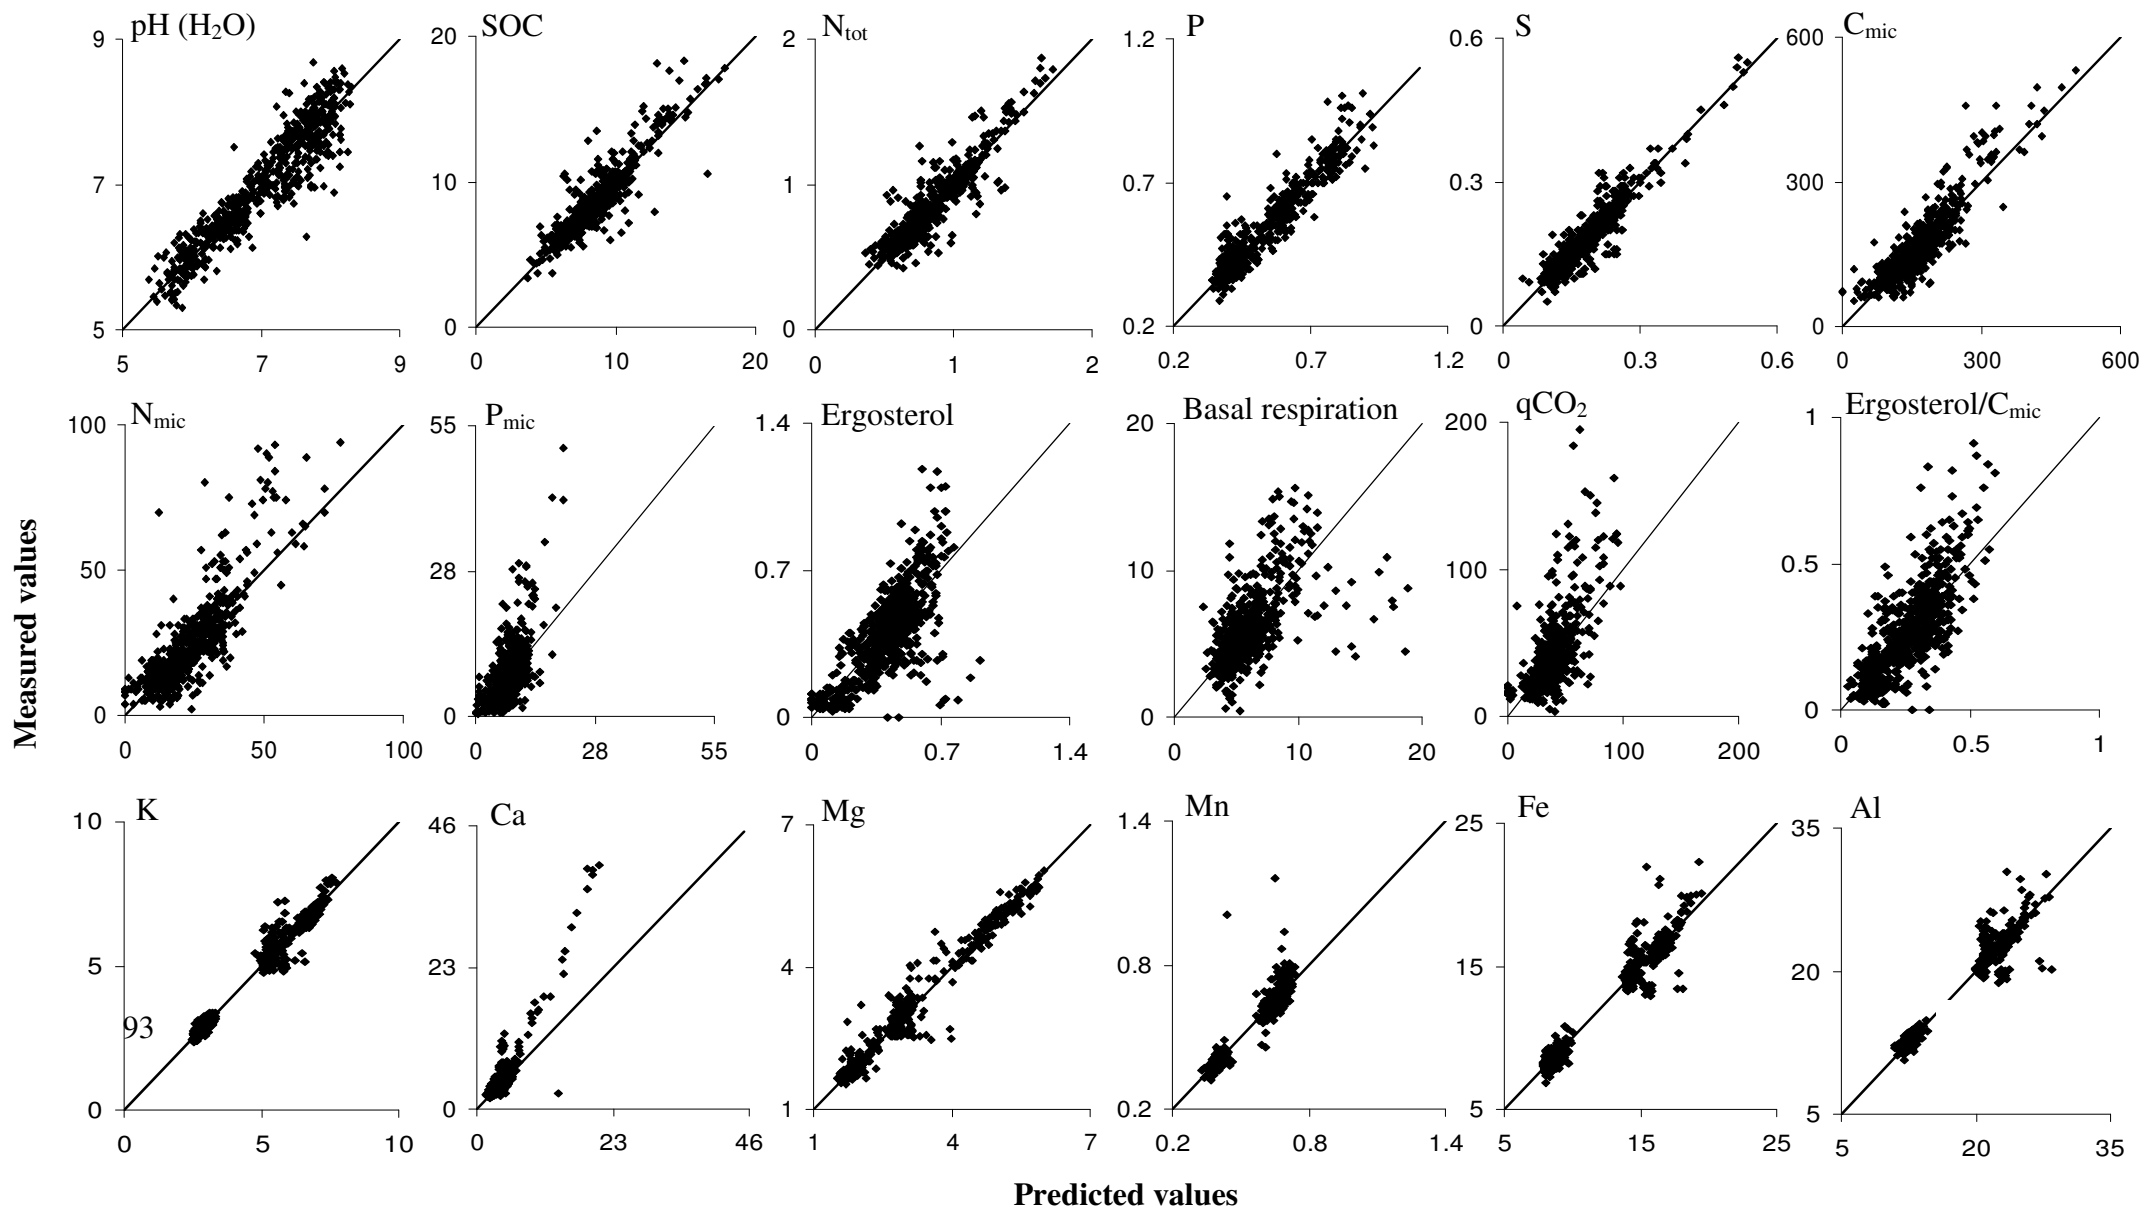 pH (H₂O) SOC N_tot P S C_mic
9 20 2 1.2 0.6 600
7 10 1 0.7 0.3 300
5 0 0 0.2 0 0
5 7 9 0 10 20 0 1 2 0.2 0.7 1.2 0 0.3 0.6 0 300 600
N_mic P_mic Ergosterol Basal respiration qCO₂ Ergosterol/C_mic
100 55 1.4 20 200 1
50 28 0.7 10 100 0.5
0 0 0 0 0 0
0 50 100 0 28 55 0 0.7 1.4 0 10 20 0 100 200 0 0.5 1
Measured values
K Ca Mg Mn Fe Al
10 46 7 1.4 25 35
5 23 4 0.8 15 20
93
0 0 1 0.2 5 5
0 5 10 0 23 46 1 4 7 0.2 0.8 1.4 5 15 25 5 20 35
Predicted values